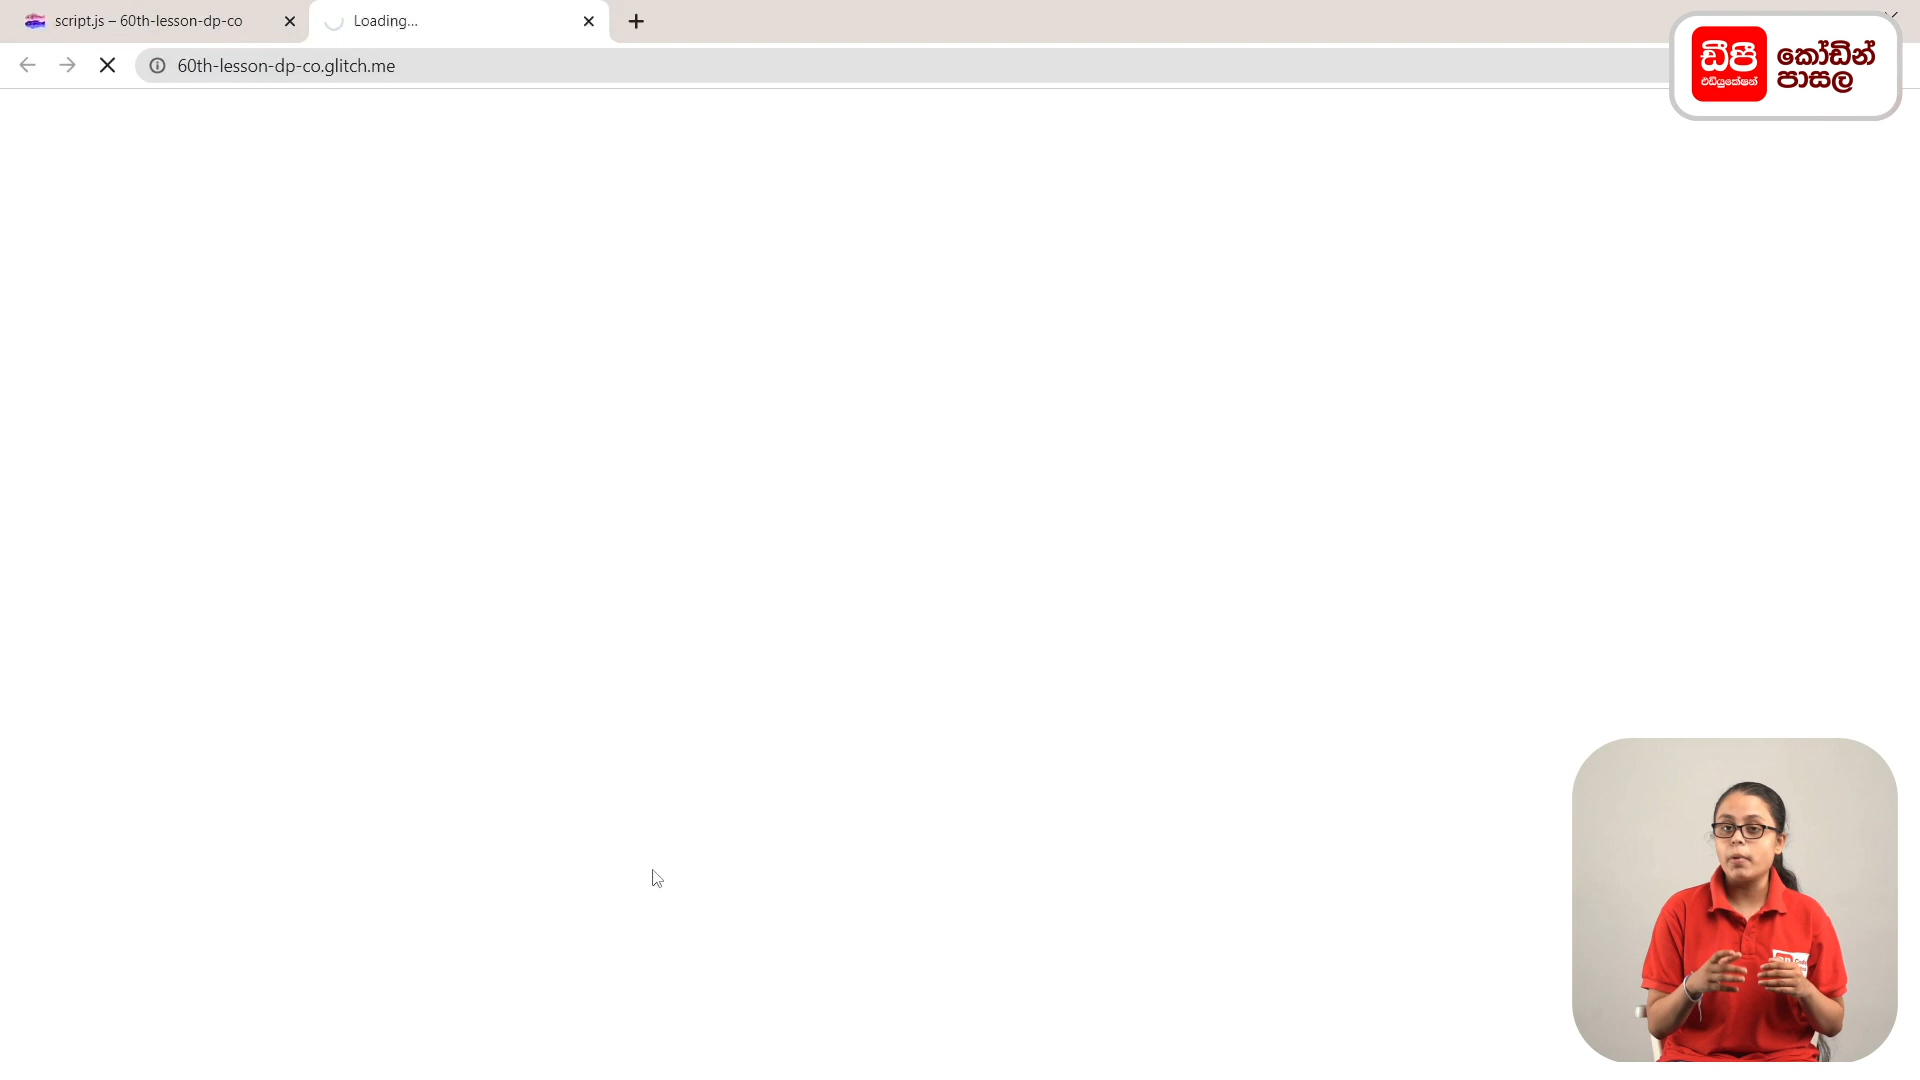 script.js – 60th-lesson-dp-co
Loading...
60th-lesson-dp-co.glitch.me
ඩීපී
එඩියුකේෂන්
කෝඩින්
පාසල